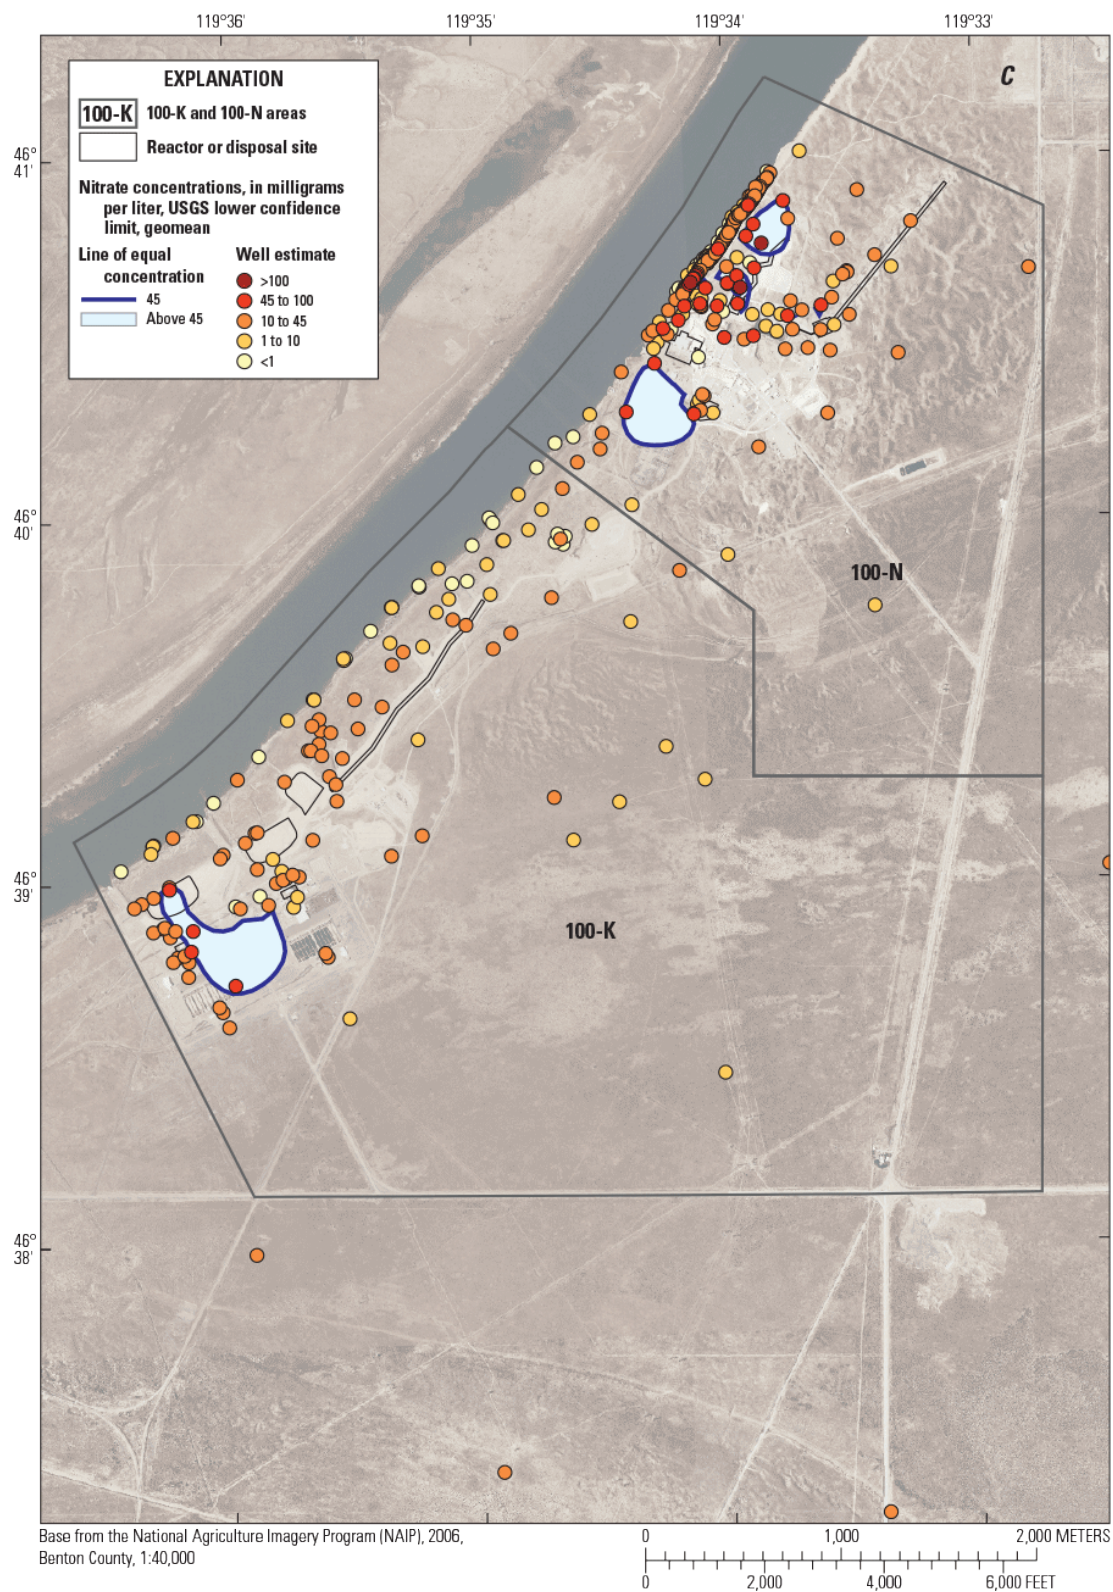 119°36' 119°35' 119°34' 119°33'
C
EXPLANATION
100-K 100-K and 100-N areas
Reactor or disposal site
Nitrate concentrations, in milligrams
per liter, USGS lower confidence
limit, geomean
Line of equal
concentration
45
Above 45
Well estimate
>100
45 to 100
10 to 45
1 to 10
<1
46°
41'
46°
40'
100-N
46°
39'
100-K
46°
38'
Base from the National Agriculture Imagery Program (NAIP), 2006,
Benton County, 1:40,000
0 1,000 2,000 METERS
0 2,000 4,000 6,000 FEET